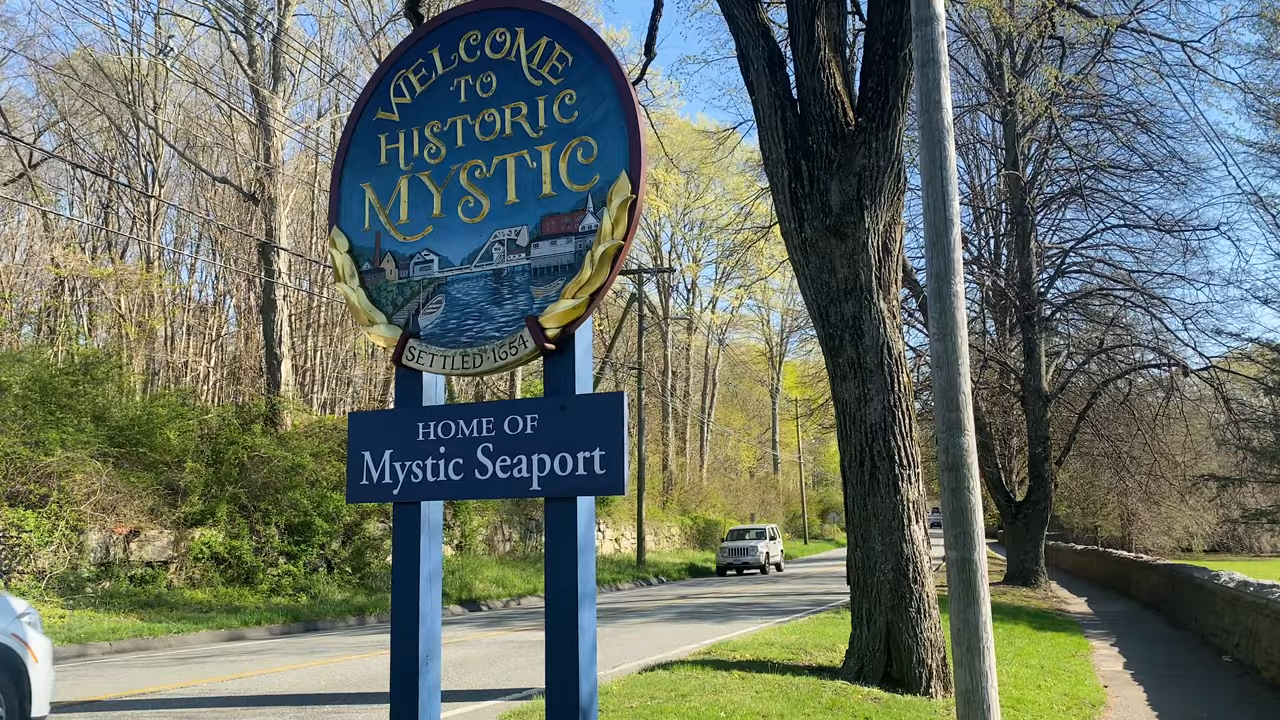 WELCOME
TO
HISTORIC
MYSTIC
SETTLED 1654
HOME OF
Mystic Seaport